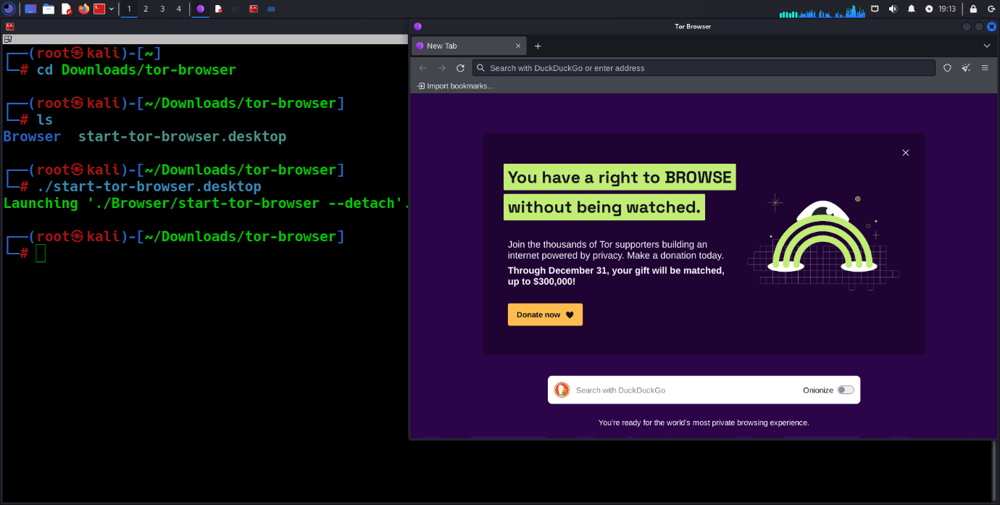 1 2 3 4
19:13
┌──(root㉿kali)-[~]
└─# cd Downloads/tor-browser
┌──(root㉿kali)-[~/Downloads/tor-browser]
└─# ls
Browser start-tor-browser.desktop
┌──(root㉿kali)-[~/Downloads/tor-browser]
└─# ./start-tor-browser.desktop
Launching './Browser/start-tor-browser --detach'.
┌──(root㉿kali)-[~/Downloads/tor-browser]
└─#
Tor Browser
New Tab
Search with DuckDuckGo or enter address
Import bookmarks…
You have a right to BROWSE
without being watched.
Join the thousands of Tor supporters building an
internet powered by privacy. Make a donation today.
Through December 31, your gift will be matched,
up to $300,000!
Donate now
Search with DuckDuckGo Onionize
You're ready for the world's most private browsing experience.